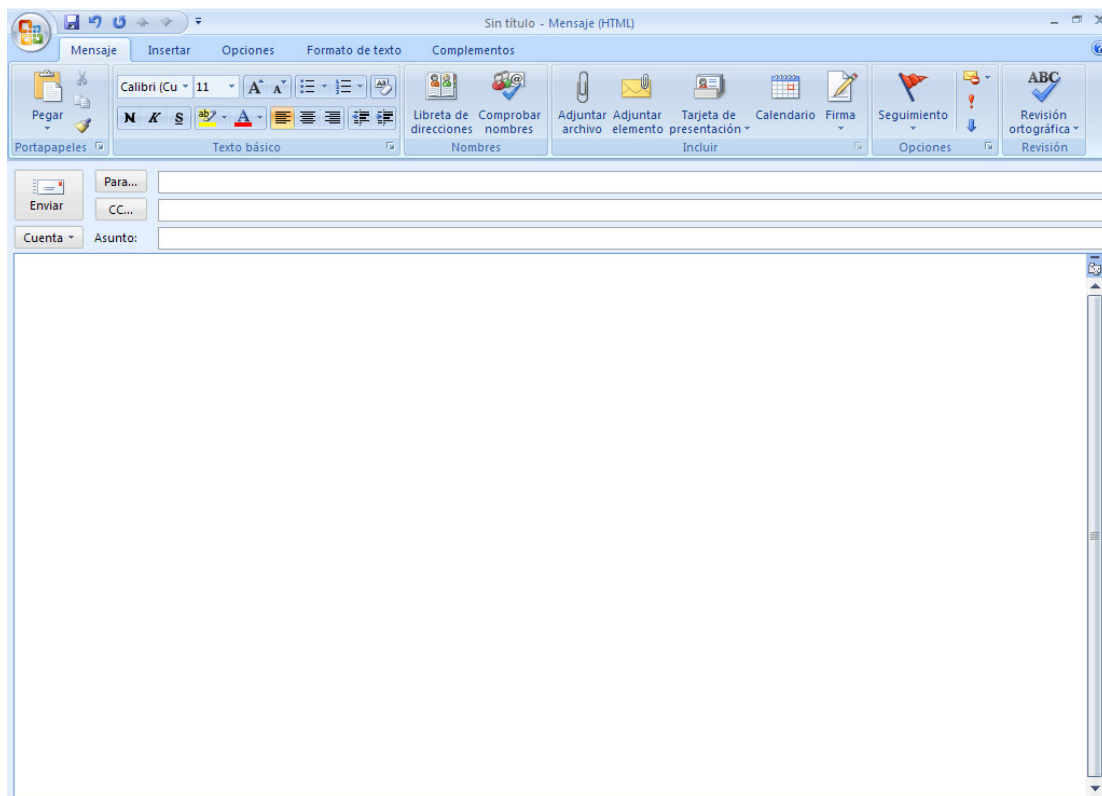 Sin título - Mensaje (HTML)
Mensaje Insertar Opciones Formato de texto Complementos
Calibri (Cu 11
Pegar
N K S ab A
Libreta de direcciones
Comprobar nombres
Adjuntar archivo
Adjuntar elemento
Tarjeta de presentación
Calendario
Firma
Seguimiento
ABC
Revisión ortográfica
Portapapeles Texto básico Nombres Incluir Opciones Revisión
Enviar
Para...
CC...
Cuenta Asunto: